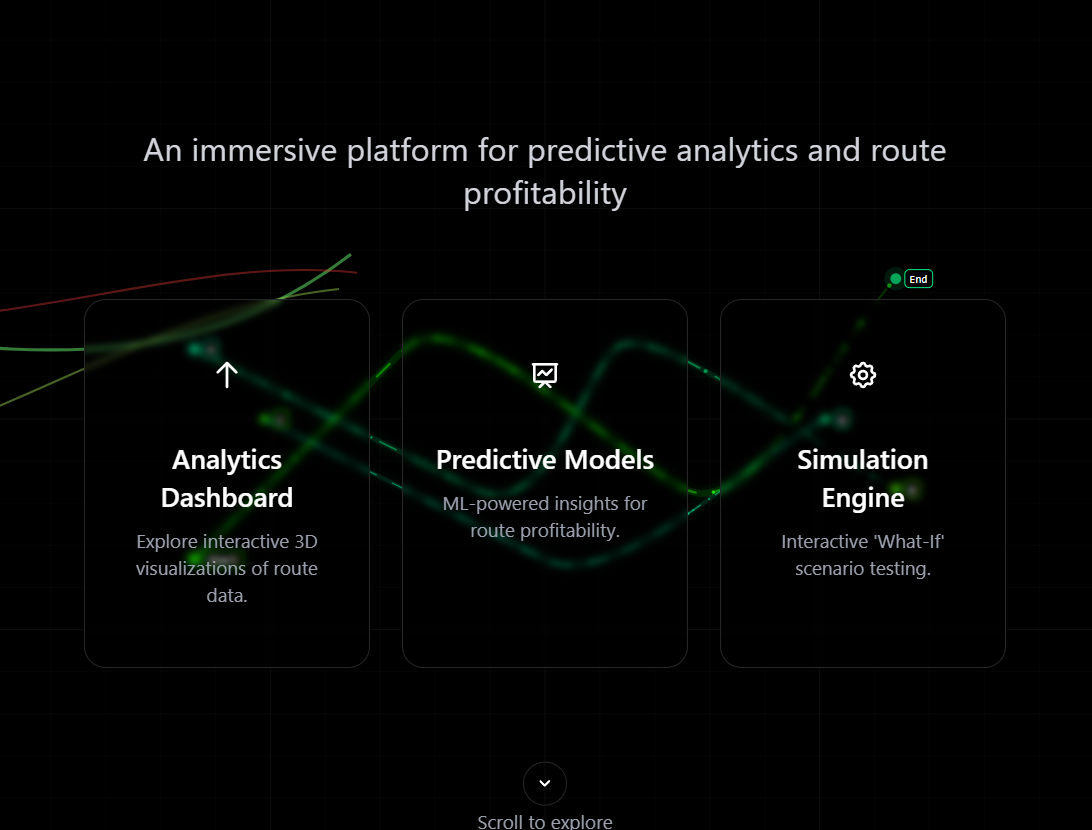 An immersive platform for predictive analytics and route
profitability
End
Analytics
Dashboard
Explore interactive 3D
visualizations of route
data.
Predictive Models
ML-powered insights for
route profitability.
Simulation
Engine
Interactive 'What-If'
scenario testing.
Scroll to explore